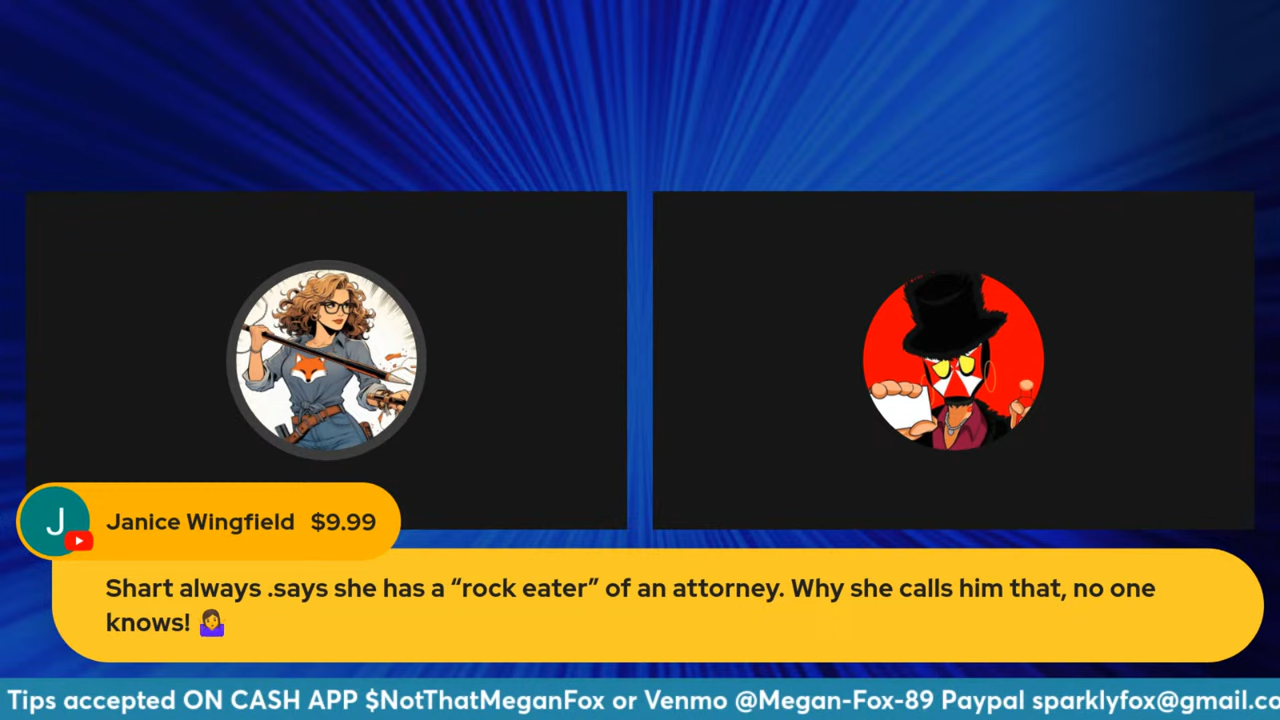 J
Janice Wingfield $9.99
Shart always .says she has a “rock eater” of an attorney. Why she calls him that, no one
knows! 🤷‍♀️
Tips accepted ON CASH APP $NotThatMeganFox or Venmo @Megan-Fox-89 Paypal sparklyfox@gmail.co